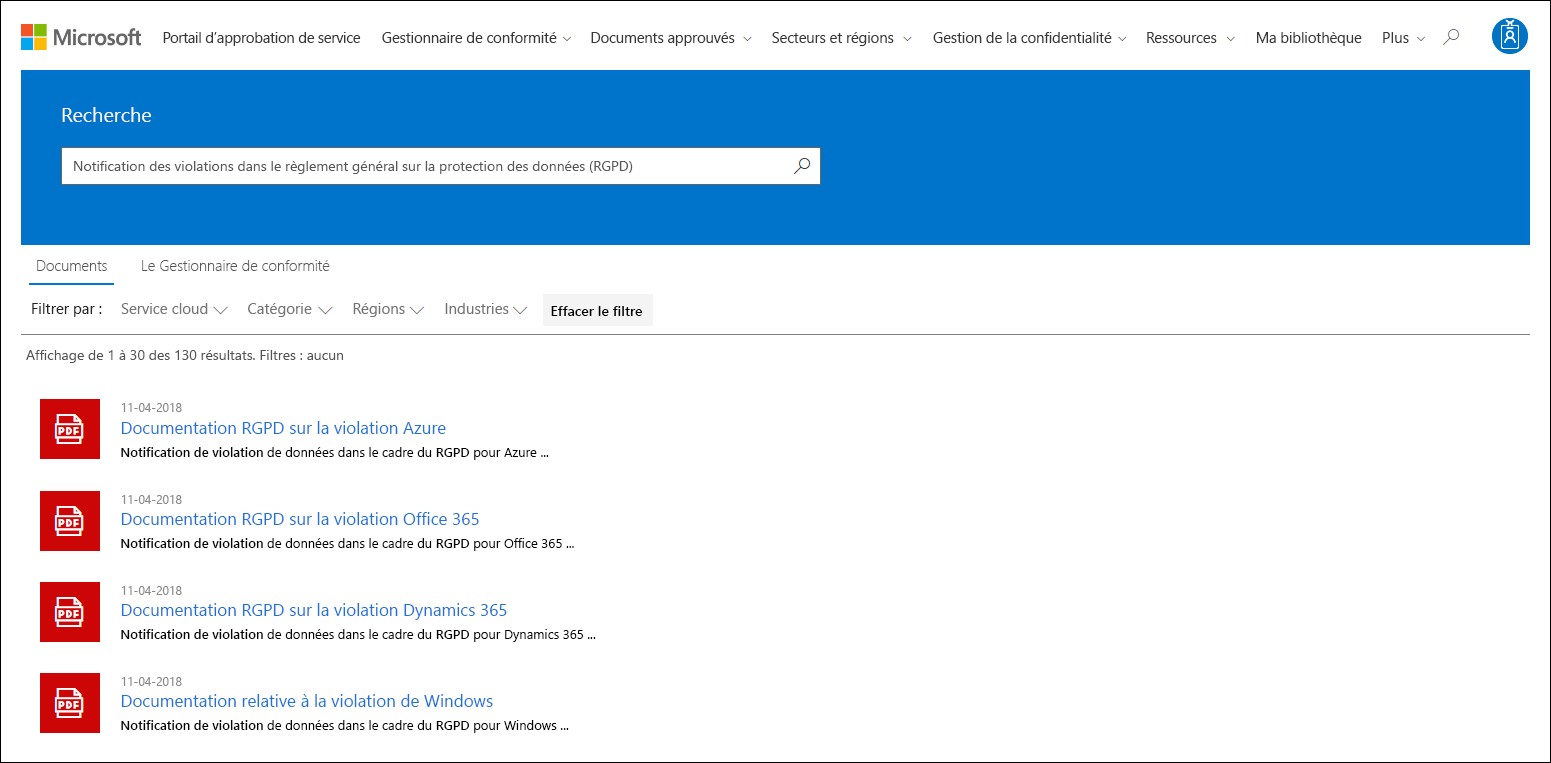 Microsoft Portail d’approbation de service Gestionnaire de conformité Documents approuvés Secteurs et régions Gestion de la confidentialité Ressources Ma bibliothèque Plus
Recherche
Notification des violations dans le règlement général sur la protection des données (RGPD)
Documents Le Gestionnaire de conformité
Filtrer par : Service cloud Catégorie Régions Industries Effacer le filtre
Affichage de 1 à 30 des 130 résultats. Filtres : aucun
11-04-2018
PDF Documentation RGPD sur la violation Azure
Notification de violation de données dans le cadre du RGPD pour Azure ...
11-04-2018
PDF Documentation RGPD sur la violation Office 365
Notification de violation de données dans le cadre du RGPD pour Office 365 ...
11-04-2018
PDF Documentation RGPD sur la violation Dynamics 365
Notification de violation de données dans le cadre du RGPD pour Dynamics 365 ...
11-04-2018
PDF Documentation relative à la violation de Windows
Notification de violation de données dans le cadre du RGPD pour Windows ...